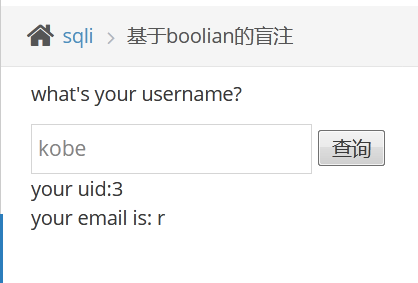 sqli > 基于boolian的盲注
what's your username?
kobe 查询
your uid:3
your email is: r